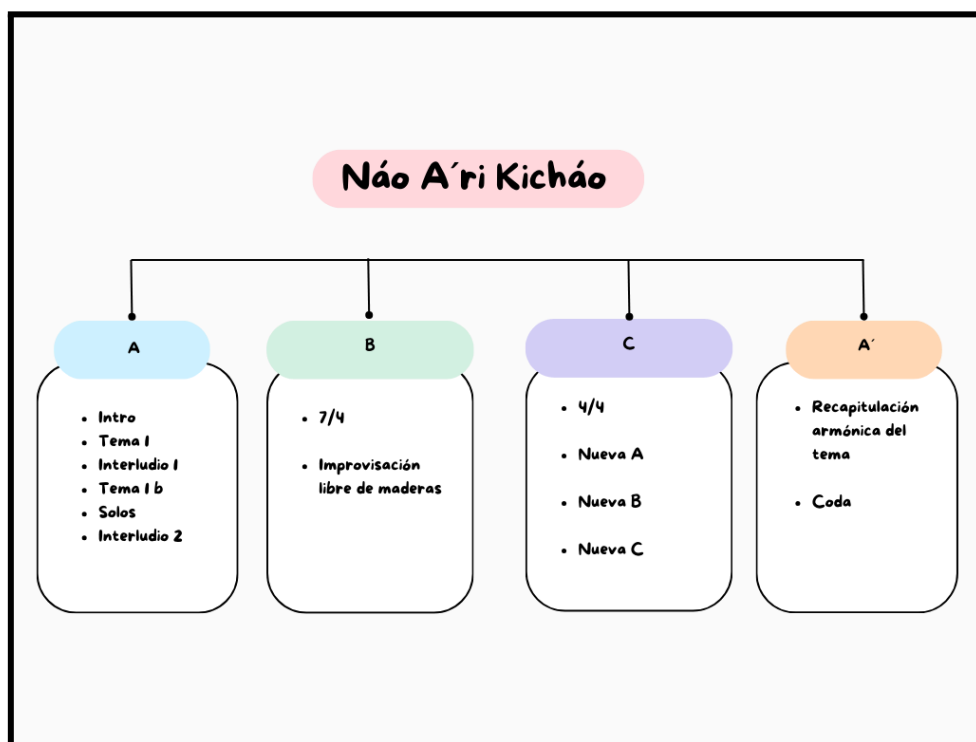 Náo A´ri Kicháo
A
• Intro
• Tema 1
• Interludio 1
• Tema 1 b
• Solos
• Interludio 2
B
• 7/4
• Improvisación
libre de maderas
C
• 4/4
• Nueva A
• Nueva B
• Nueva C
A´
• Recapitulación
armónica del
tema
• Coda